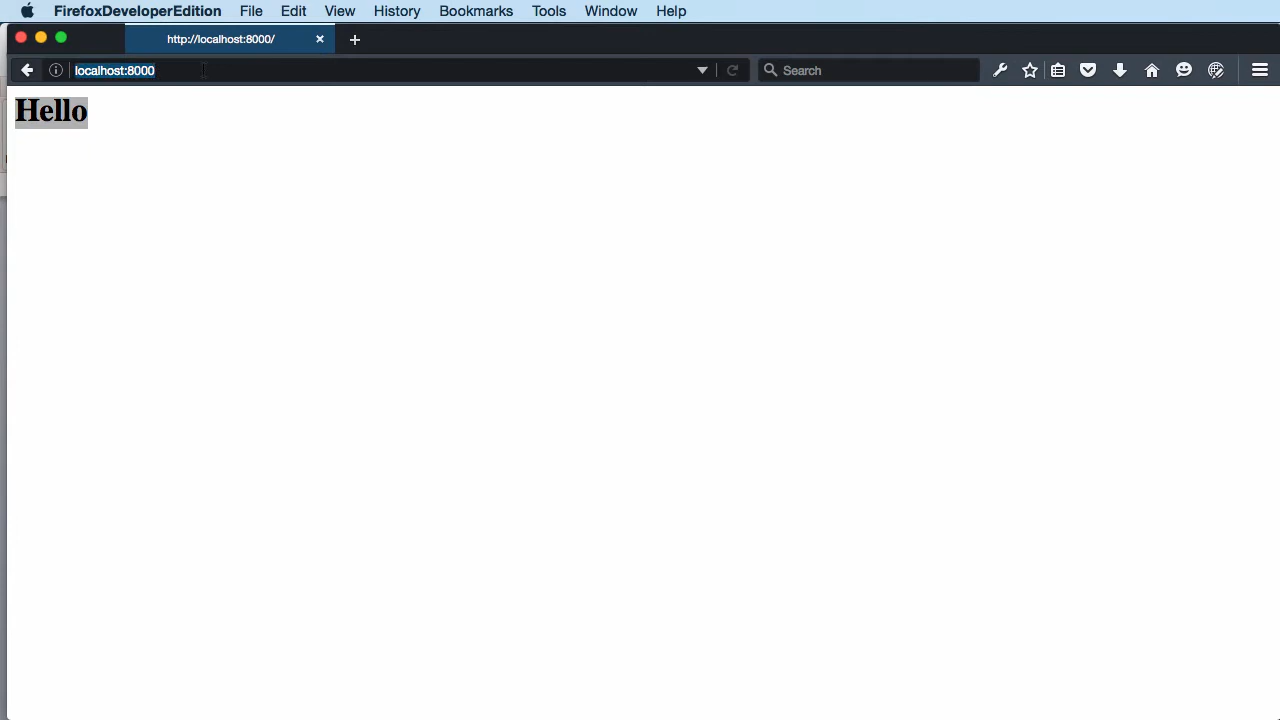 FirefoxDeveloperEdition File Edit View History Bookmarks Tools Window Help
http://localhost:8000/
localhost:8000 Search
Hello